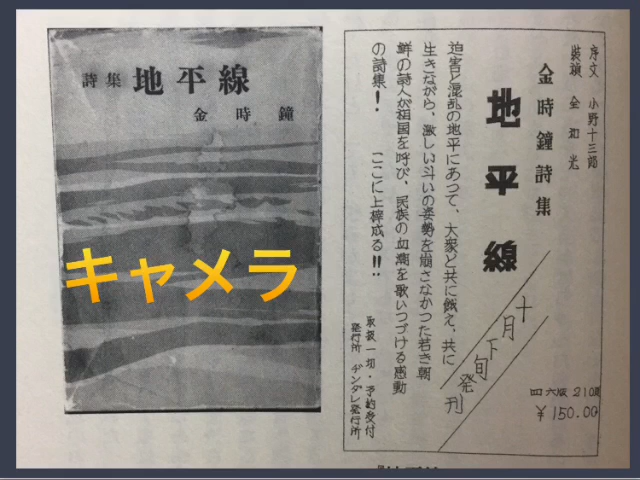 詩集 地平線
金時鐘
キャメラ
序文 小野十三郎
装幀 金和光
金時鐘詩集
地平線
迫害と混乱の地平にあって、大衆と共に餓え、共に
生きながら、激しい斗いの姿勢を崩さなかつた若き朝
鮮の詩人が祖国を呼び、民族の血潮を歌いつづける感動
の詩集! ここに上梓成る!!
十月下旬発刊
四六版 210頁
¥150.00
取扱一切・予約受付
発行所 ヂンダレ発行所